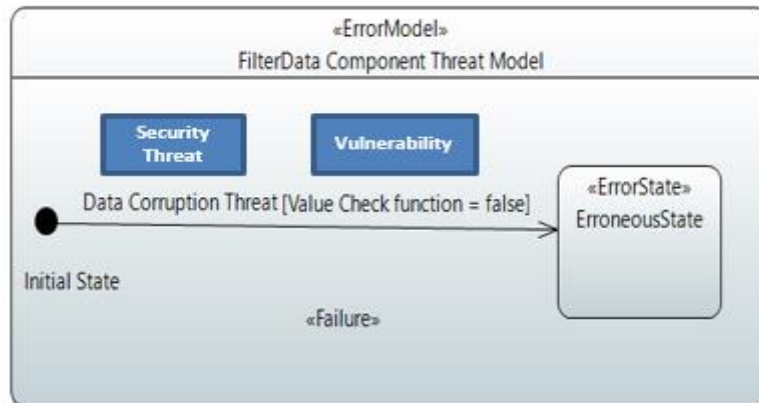 «ErrorModel»
FilterData Component Threat Model
Security
Threat
Vulnerability
Data Corruption Threat [Value Check function = false]
«ErrorState»
ErroneousState
Initial State
«Failure»